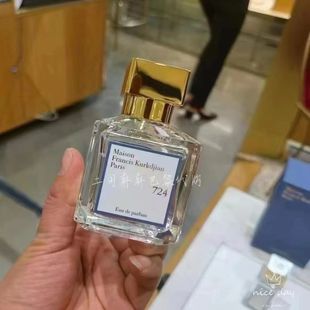 Maison
Francis Kurkdjian
Paris
724
Eau de parfum
nice day